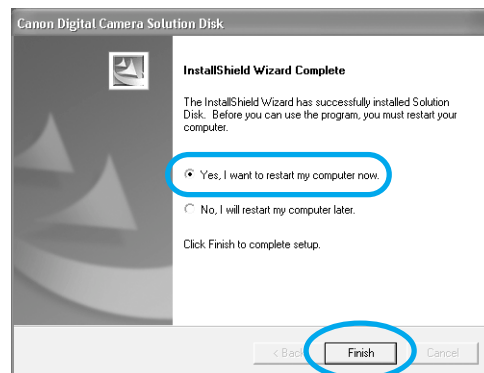 Canon Digital Camera Solution Disk
InstallShield Wizard Complete
The InstallShield Wizard has successfully installed Solution
Disk. Before you can use the program, you must restart your
computer.
Yes, I want to restart my computer now.
No, I will restart my computer later.
Click Finish to complete setup.
< Back Finish Cancel